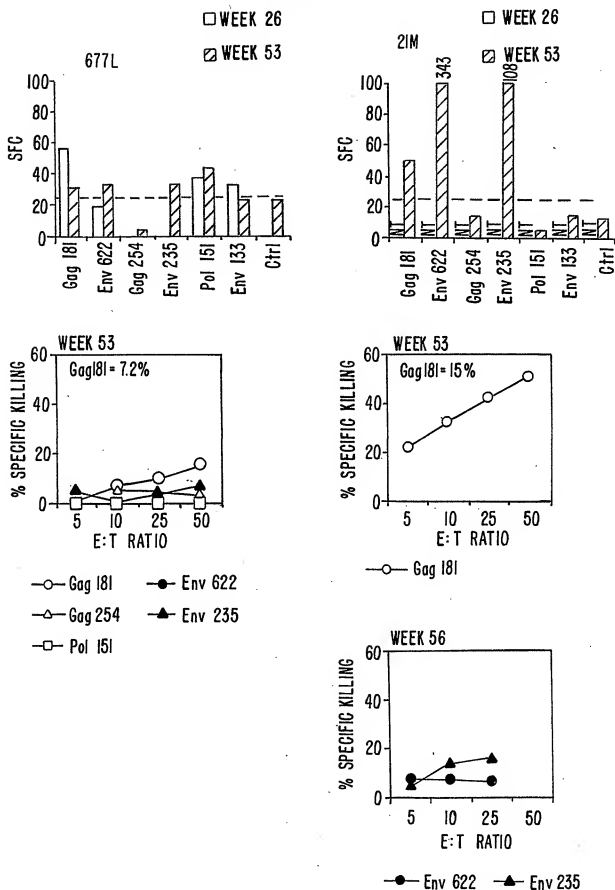 677L
WEEK 26
WEEK 53
SFC
100
80
60
40
20
0
Gag 181
Env 622
Gag 254
Env 235
Pol 151
Env 133
Ctrl
21M
WEEK 26
WEEK 53
343
108
SFC
100
80
60
40
20
0
NT NT NT NT NT NT NT
Gag 181
Env 622
Gag 254
Env 235
Pol 151
Env 133
Ctrl
WEEK 53
Gag181= 7.2%
% SPECIFIC KILLING
60
40
20
0
5 10 25 50
E:T RATIO
Gag 181
Env 622
Gag 254
Env 235
Pol 151
WEEK 53
Gag181= 15%
% SPECIFIC KILLING
60
40
20
0
5 10 25 50
E:T RATIO
Gag 181
WEEK 56
% SPECIFIC KILLING
60
40
20
0
5 10 25 50
E:T RATIO
Env 622
Env 235